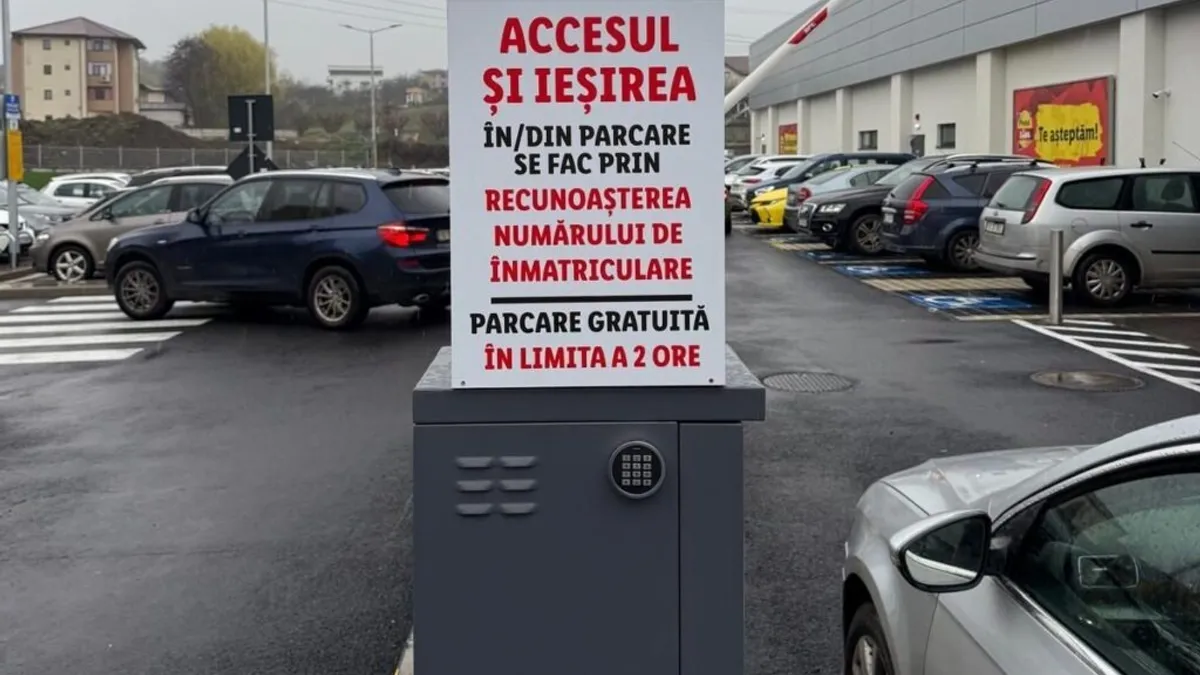 ACCESUL
ȘI IEȘIREA
ÎN/DIN PARCARE
SE FAC PRIN
RECUNOAȘTEREA
NUMĂRULUI DE
ÎNMATRICULARE
PARCARE GRATUITĂ
ÎN LIMITA A 2 ORE
Te așteptăm!